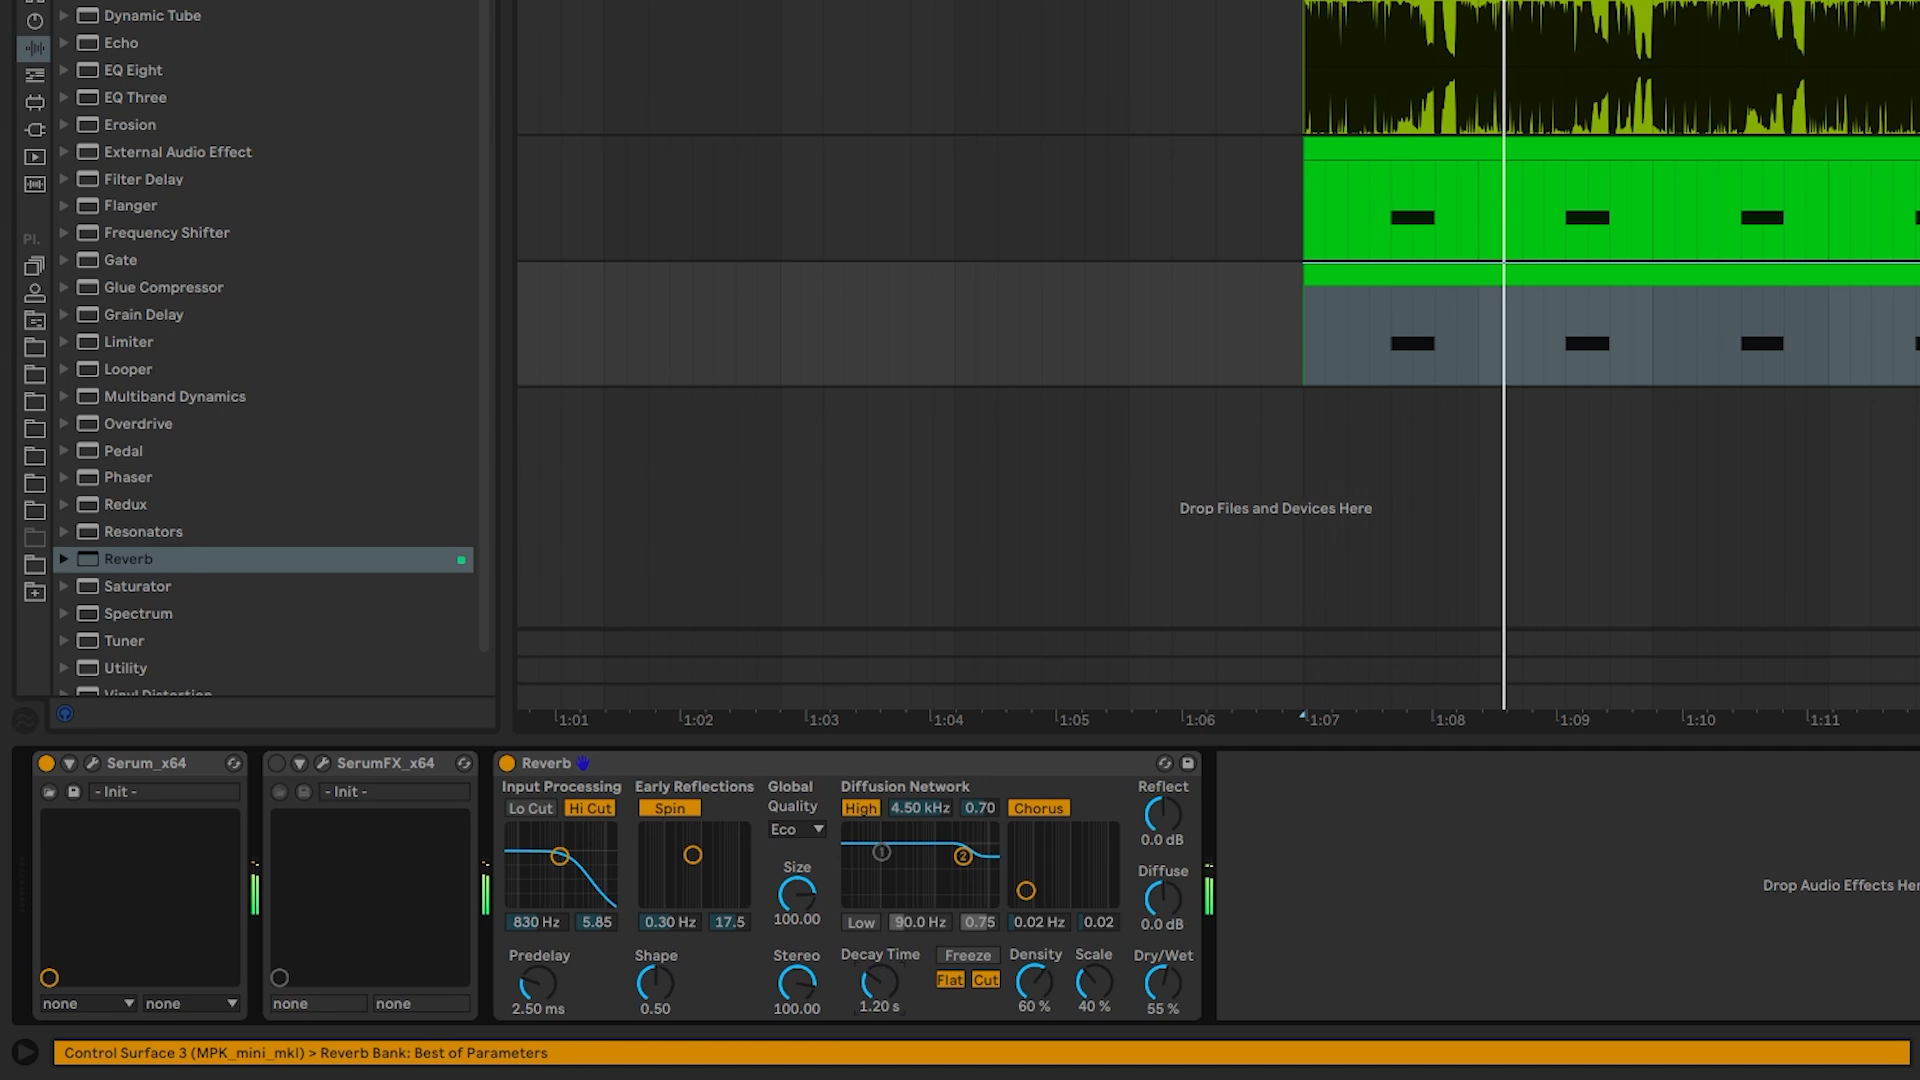 Dynamic Tube
Echo
EQ Eight
EQ Three
Erosion
External Audio Effect
Filter Delay
Flanger
Pl.
Frequency Shifter
Gate
Glue Compressor
Grain Delay
Limiter
Looper
Multiband Dynamics
Overdrive
Pedal
Phaser
Redux
Resonators
Reverb
Saturator
Spectrum
Tuner
Utility
Vinyl Distortion
Drop Files and Devices Here
1:01 1:02 1:03 1:04 1:05 1:06 1:07 1:08 1:09 1:10 1:11
Serum_x64
- Init -
none none
SerumFX_x64
- Init -
none none
Reverb
Input Processing
Lo Cut Hi Cut
830 Hz 5.85
Predelay
2.50 ms
Early Reflections
Spin
0.30 Hz 17.5
Shape
0.50
Global
Quality
Eco
Size
100.00
Stereo
100.00
Diffusion Network
High 4.50 kHz 0.70 Chorus
1 2
Low 90.0 Hz 0.75 0.02 Hz 0.02
Decay Time
1.20 s
Freeze
Flat Cut
Density
60 %
Scale
40 %
Reflect
0.0 dB
Diffuse
0.0 dB
Dry/Wet
55 %
Drop Audio Effects Her
Control Surface 3 (MPK_mini_mkI) > Reverb Bank: Best of Parameters